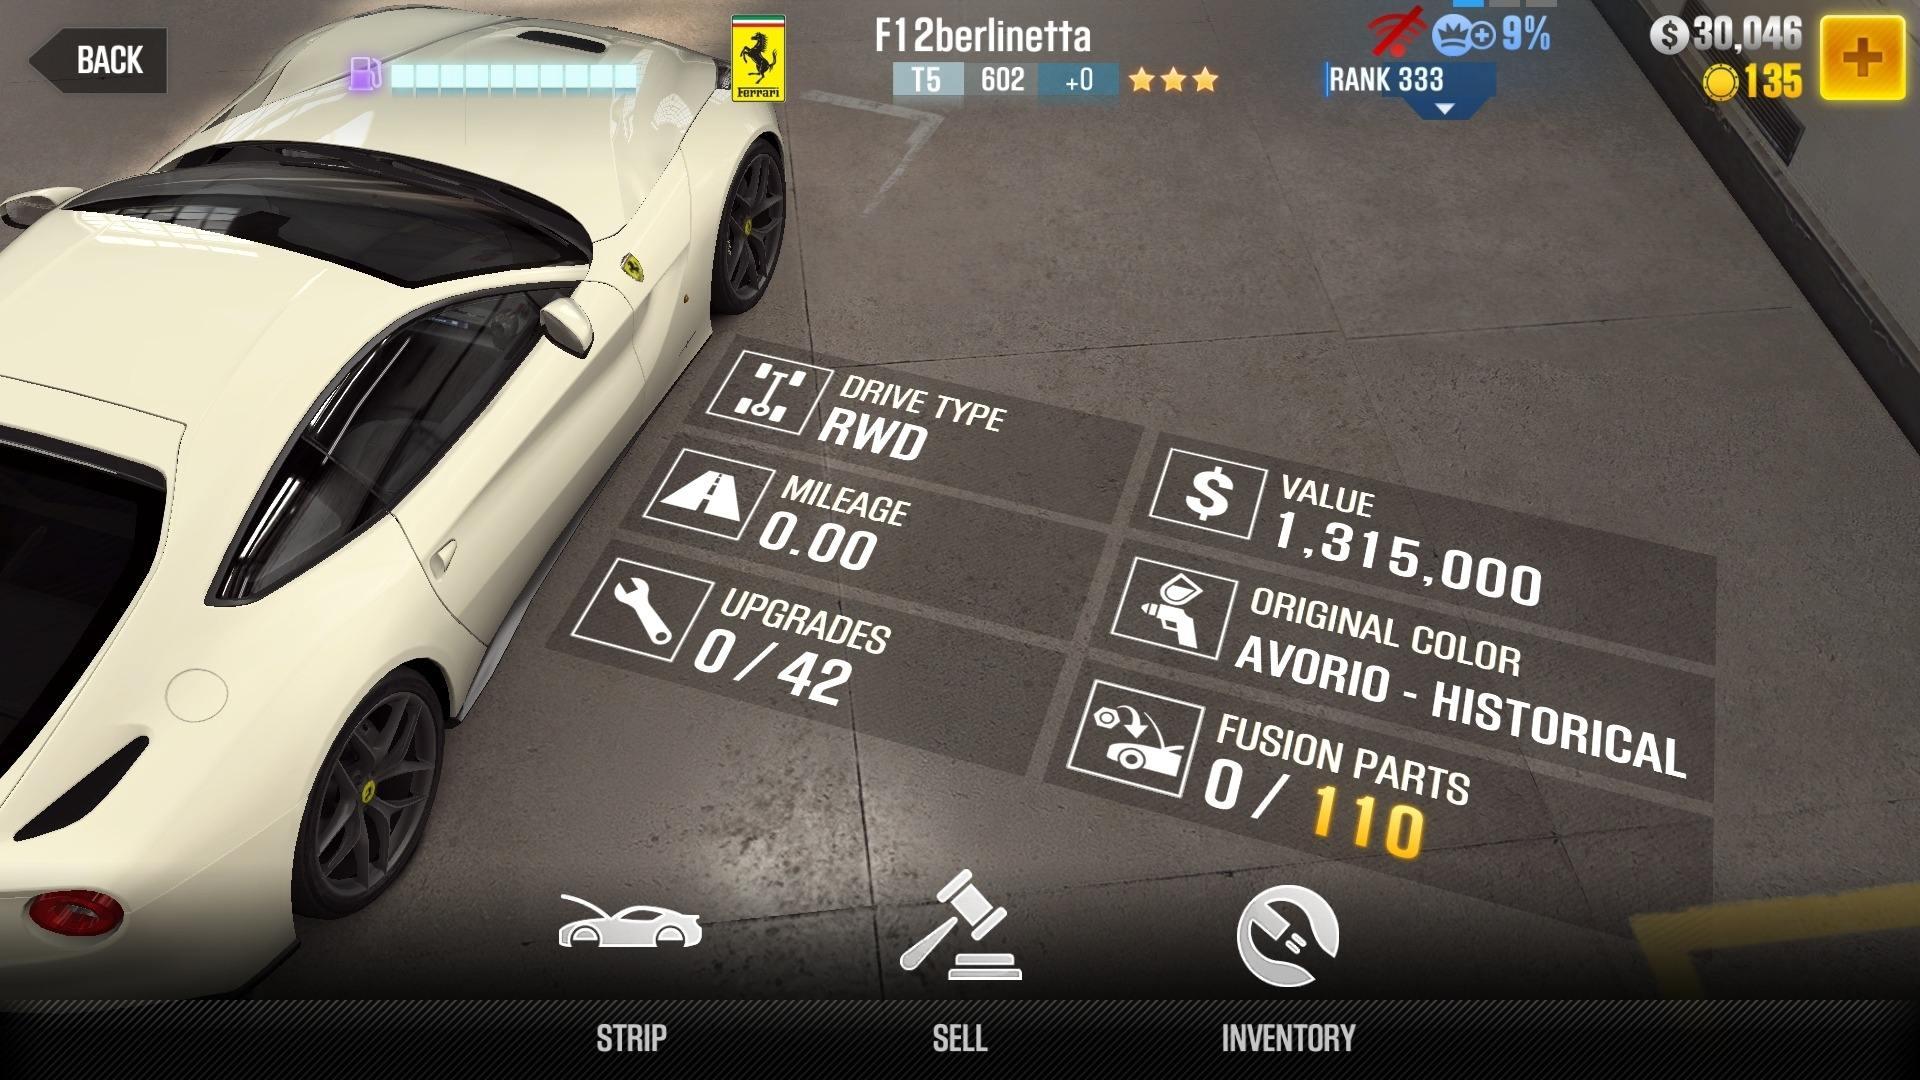 BACK
Ferrari
F12berlinetta
T5 602 +0
RANK 333
9%
30,046
135
DRIVE TYPE
RWD
MILEAGE
0.00
UPGRADES
0/42
VALUE
1,315,000
ORIGINAL COLOR
AVORIO - HISTORICAL
FUSION PARTS
0/110
STRIP
SELL
INVENTORY